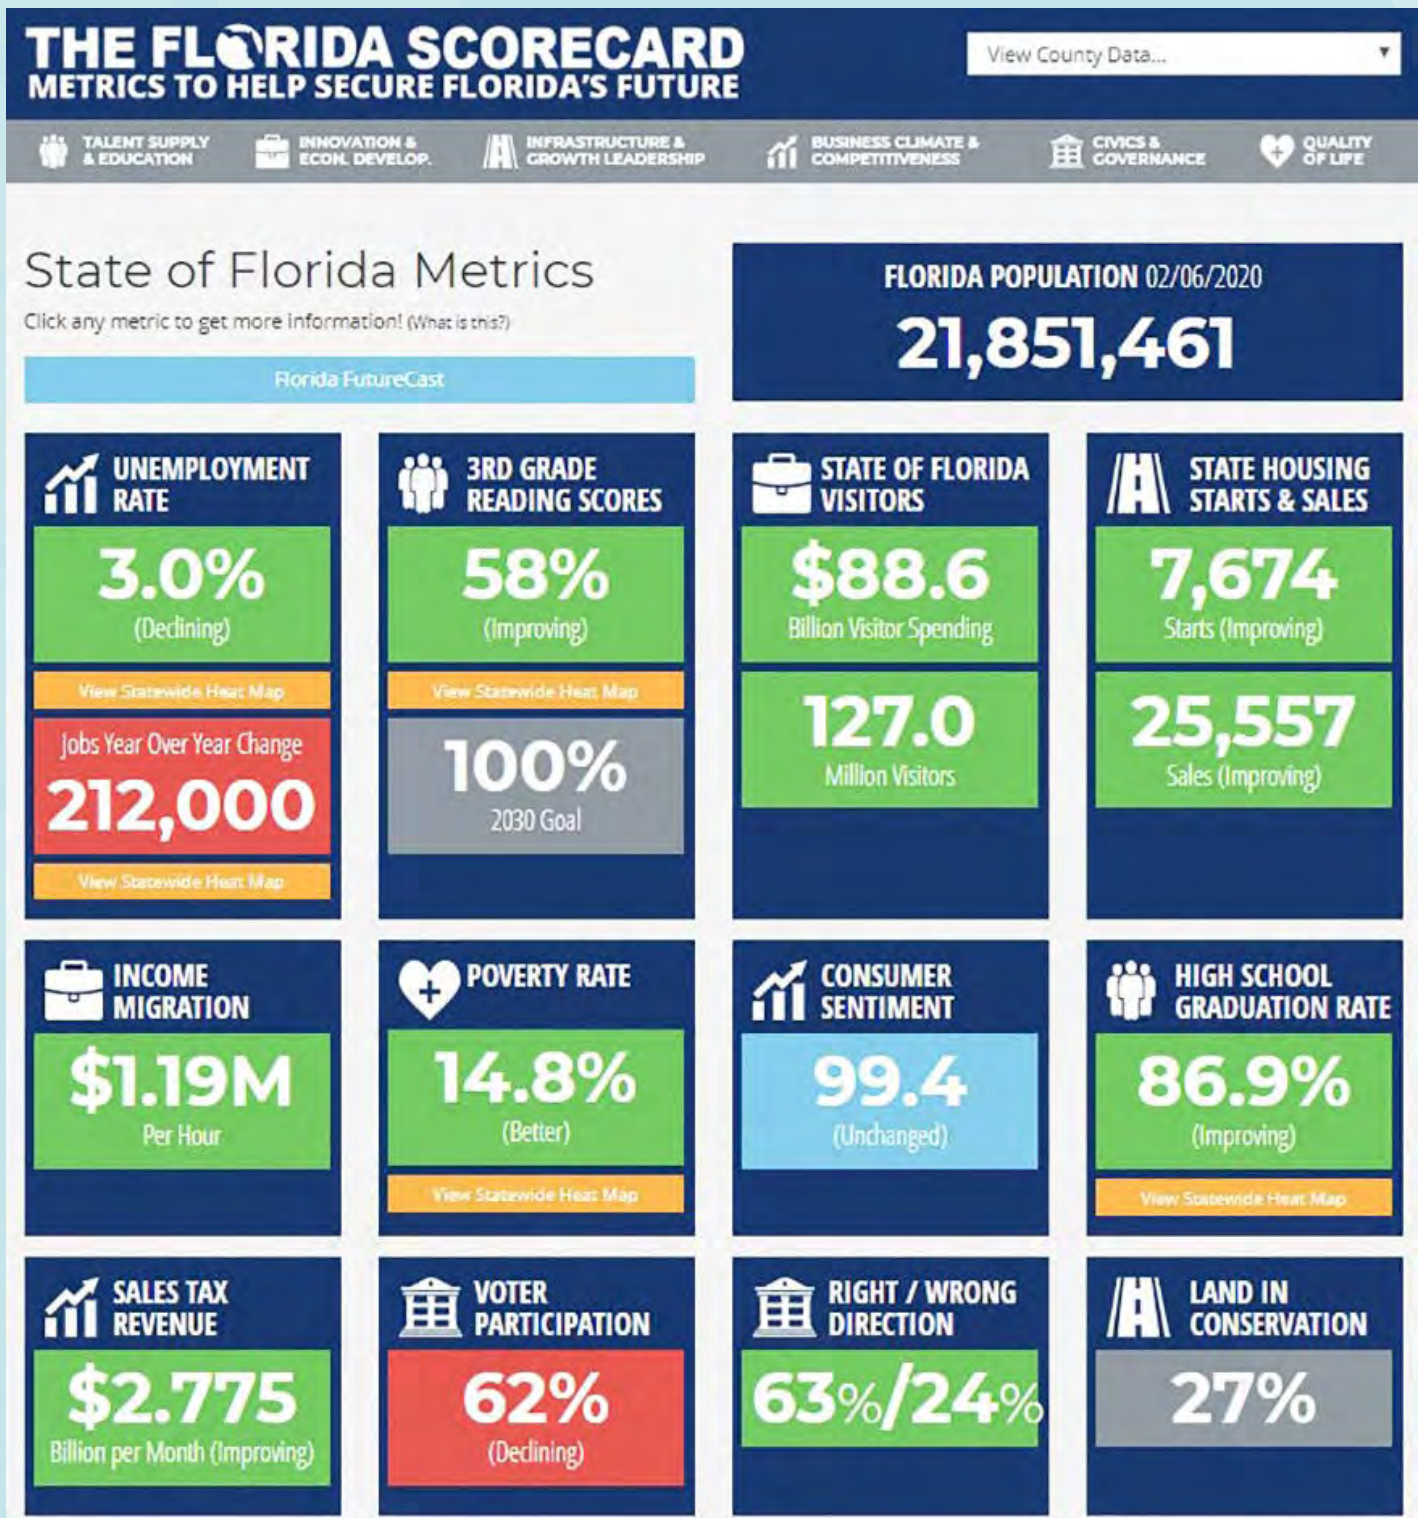 THE FLORIDA SCORECARD
METRICS TO HELP SECURE FLORIDA'S FUTURE
View County Data...
TALENT SUPPLY
& EDUCATION
INNOVATION &
ECON. DEVELOP.
INFRASTRUCTURE &
GROWTH LEADERSHIP
BUSINESS CLIMATE &
COMPETITIVENESS
CIVICS &
GOVERNANCE
QUALITY
OF LIFE
State of Florida Metrics
Click any metric to get more information! (What is this?)
Florida FutureCast
FLORIDA POPULATION 02/06/2020
21,851,461
UNEMPLOYMENT
RATE
3.0%
(Declining)
View Statewide Heat Map
Jobs Year Over Year Change
212,000
View Statewide Heat Map
3RD GRADE
READING SCORES
58%
(Improving)
View Statewide Heat Map
100%
2030 Goal
STATE OF FLORIDA
VISITORS
$88.6
Billion Visitor Spending
127.0
Million Visitors
STATE HOUSING
STARTS & SALES
7,674
Starts (Improving)
25,557
Sales (Improving)
INCOME
MIGRATION
$1.19M
Per Hour
POVERTY RATE
14.8%
(Better)
View Statewide Heat Map
CONSUMER
SENTIMENT
99.4
(Unchanged)
HIGH SCHOOL
GRADUATION RATE
86.9%
(Improving)
View Statewide Heat Map
SALES TAX
REVENUE
$2.775
Billion per Month (Improving)
VOTER
PARTICIPATION
62%
(Declining)
RIGHT / WRONG
DIRECTION
63%/24%
LAND IN
CONSERVATION
27%